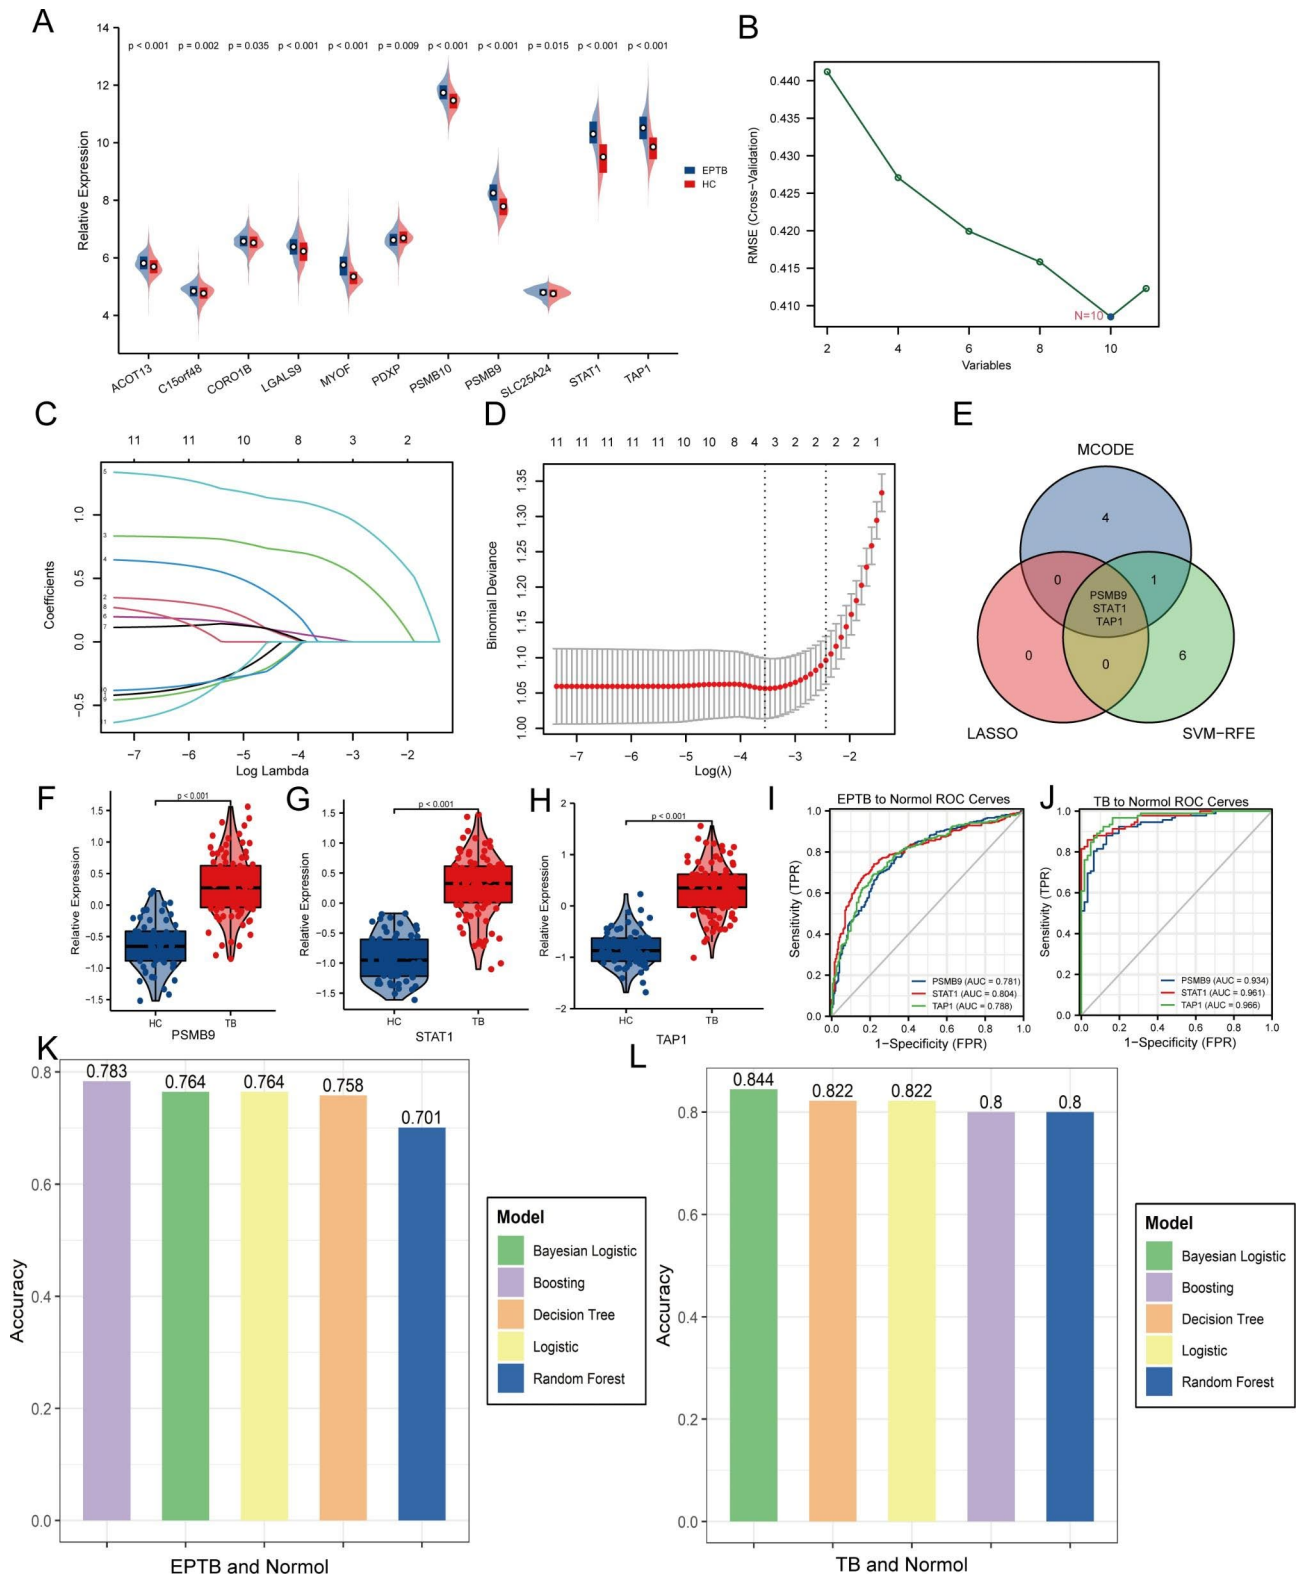 A
14
12
10
8
6
4
Relative Expression
p < 0.001 p = 0.002 p = 0.035 p < 0.001 p < 0.001 p = 0.009 p < 0.001 p < 0.001 p = 0.015 p < 0.001 p < 0.001
EPTB
HC
ACOT13 C15orf48 CORO1B LGALS9 MYOF PDXP PSMB10 PSMB9 SLC25A24 STAT1 TAP1
B
0.440
0.435
0.430
0.425
0.420
0.415
0.410
RMSE (Cross-Validation)
N=10
2 4 6 8 10
Variables
C
11 11 10 8 3 2
1.0
0.5
0.0
−0.5
Coefficients
5
3
4
2
8
6
7
−7 −6 −5 −4 −3 −2
Log Lambda
D
11 11 11 11 11 10 10 8 4 3 2 2 2 2 1
1.35
1.30
1.25
1.20
1.15
1.10
1.05
1.00
Binomial Deviance
−7 −6 −5 −4 −3 −2
Log(λ)
E
MCODE
4
0
1
PSMB9
STAT1
TAP1
0
0
6
LASSO
SVM−RFE
F
p < 0.001
1.5
1.0
0.5
0.0
−0.5
−1.0
−1.5
Relative Expression
HC TB
PSMB9
G
p < 0.001
1.5
1.0
0.5
0.0
−0.5
−1.0
−1.5
Relative Expression
HC TB
STAT1
H
p < 0.001
2
1
0
−1
−2
Relative Expression
HC TB
TAP1
I
EPTB to Normol ROC Cerves
1.0
0.8
0.6
0.4
0.2
0.0
Sensitivity (TPR)
PSMB9 (AUC = 0.781)
STAT1 (AUC = 0.804)
TAP1 (AUC = 0.788)
0.0 0.2 0.4 0.6 0.8 1.0
1-Specificity (FPR)
J
TB to Normol ROC Cerves
1.0
0.8
0.6
0.4
0.2
0.0
Sensitivity (TPR)
PSMB9 (AUC = 0.934)
STAT1 (AUC = 0.961)
TAP1 (AUC = 0.966)
0.0 0.2 0.4 0.6 0.8 1.0
1-Specificity (FPR)
K
0.8
0.6
0.4
0.2
0.0
Accuracy
0.783 0.764 0.764 0.758 0.701
EPTB and Normol
Model
Bayesian Logistic
Boosting
Decision Tree
Logistic
Random Forest
L
0.8
0.6
0.4
0.2
0.0
Accuracy
0.844 0.822 0.822 0.8 0.8
TB and Normol
Model
Bayesian Logistic
Boosting
Decision Tree
Logistic
Random Forest